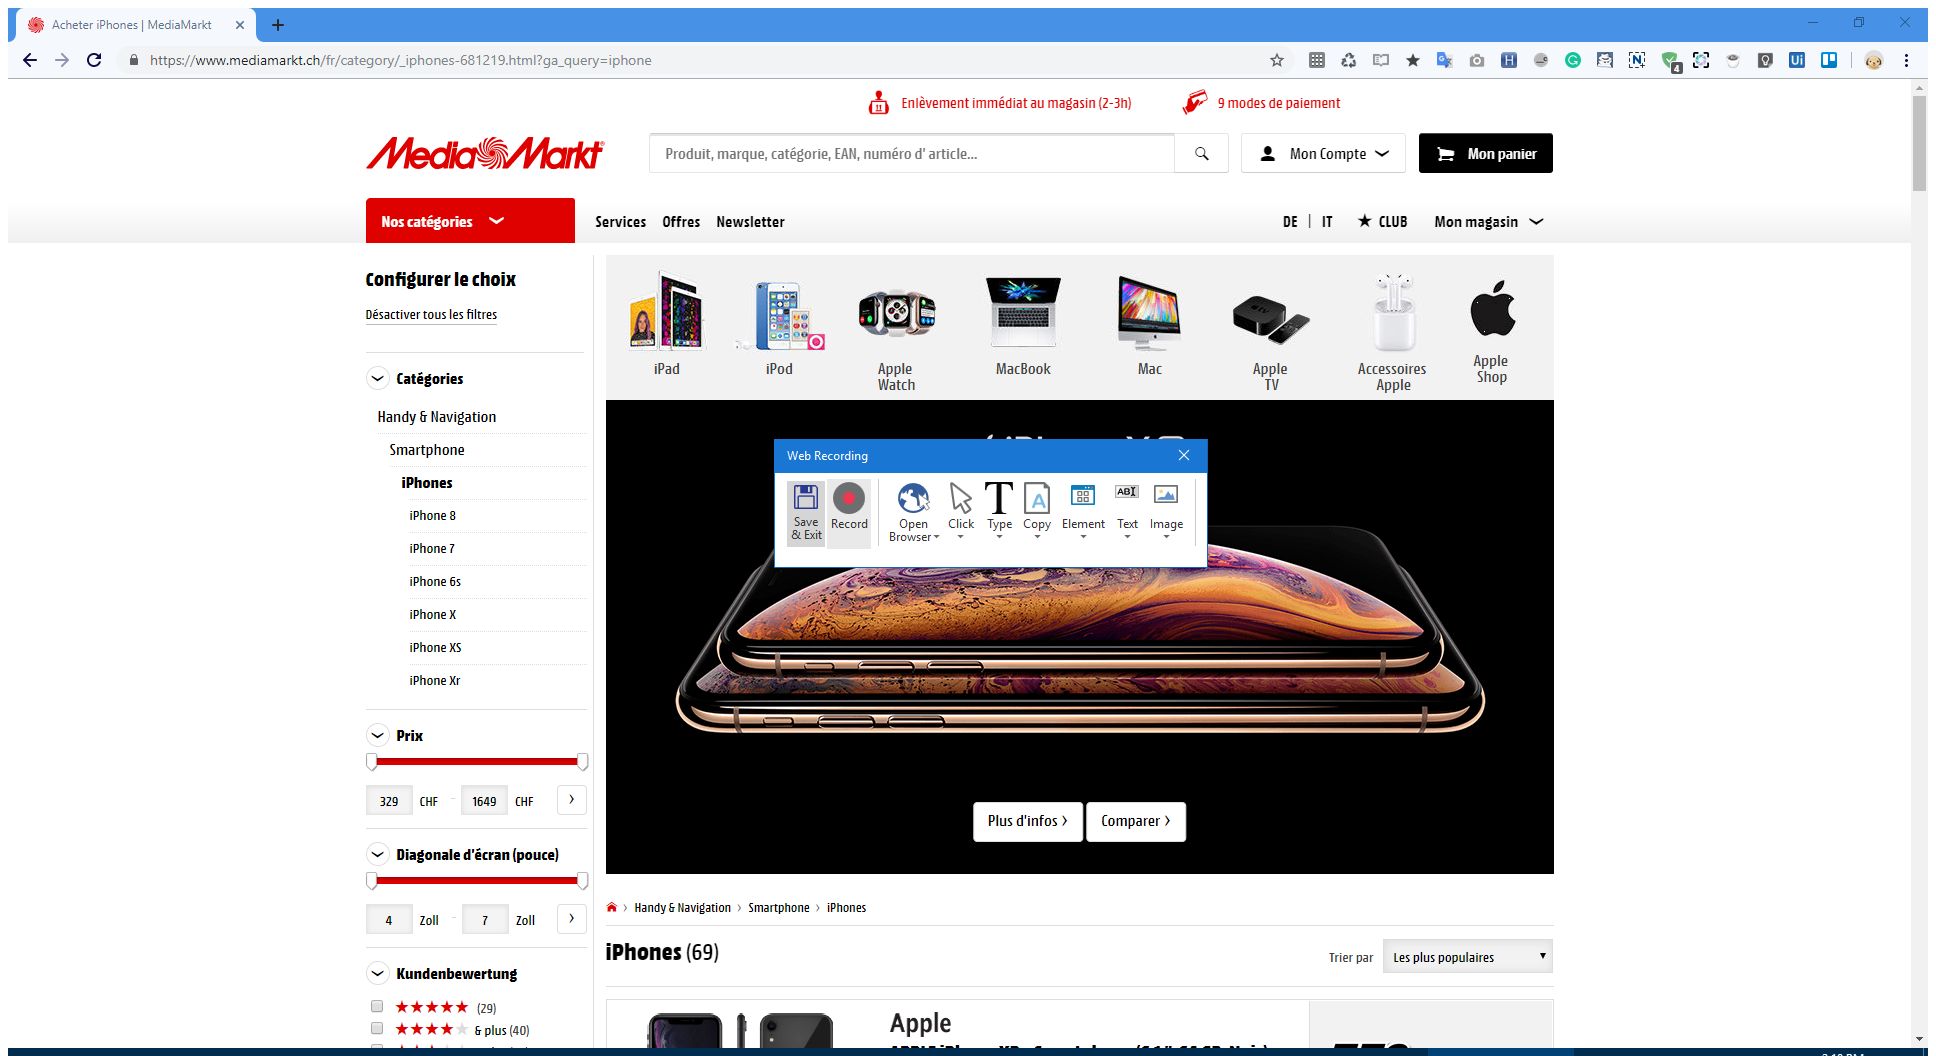 Acheter iPhones | MediaMarkt
https://www.mediamarkt.ch/fr/category/_iphones-681219.html?ga_query=iphone
4
Enlèvement immédiat au magasin (2-3h)
9 modes de paiement
MediaMarkt
Produit, marque, catégorie, EAN, numéro d' article...
Mon Compte
Mon panier
Nos catégories
Services
Offres
Newsletter
DE | IT
CLUB
Mon magasin
Configurer le choix
Désactiver tous les filtres
Catégories
Handy & Navigation
Smartphone
iPhones
iPhone 8
iPhone 7
iPhone 6s
iPhone X
iPhone XS
iPhone Xr
Prix
329 CHF - 1649 CHF
Diagonale d'écran (pouce)
4 Zoll - 7 Zoll
Kundenbewertung
(29)
& plus (40)
iPad
iPod
Apple
Watch
MacBook
Mac
Apple
TV
Accessoires
Apple
Apple
Shop
Web Recording
Save
& Exit
Record
Open
Browser
Click
Type
Copy
Element
Text
Image
Plus d'infos >
Comparer >
> Handy & Navigation > Smartphone > iPhones
iPhones (69)
Trier par
Les plus populaires
Apple